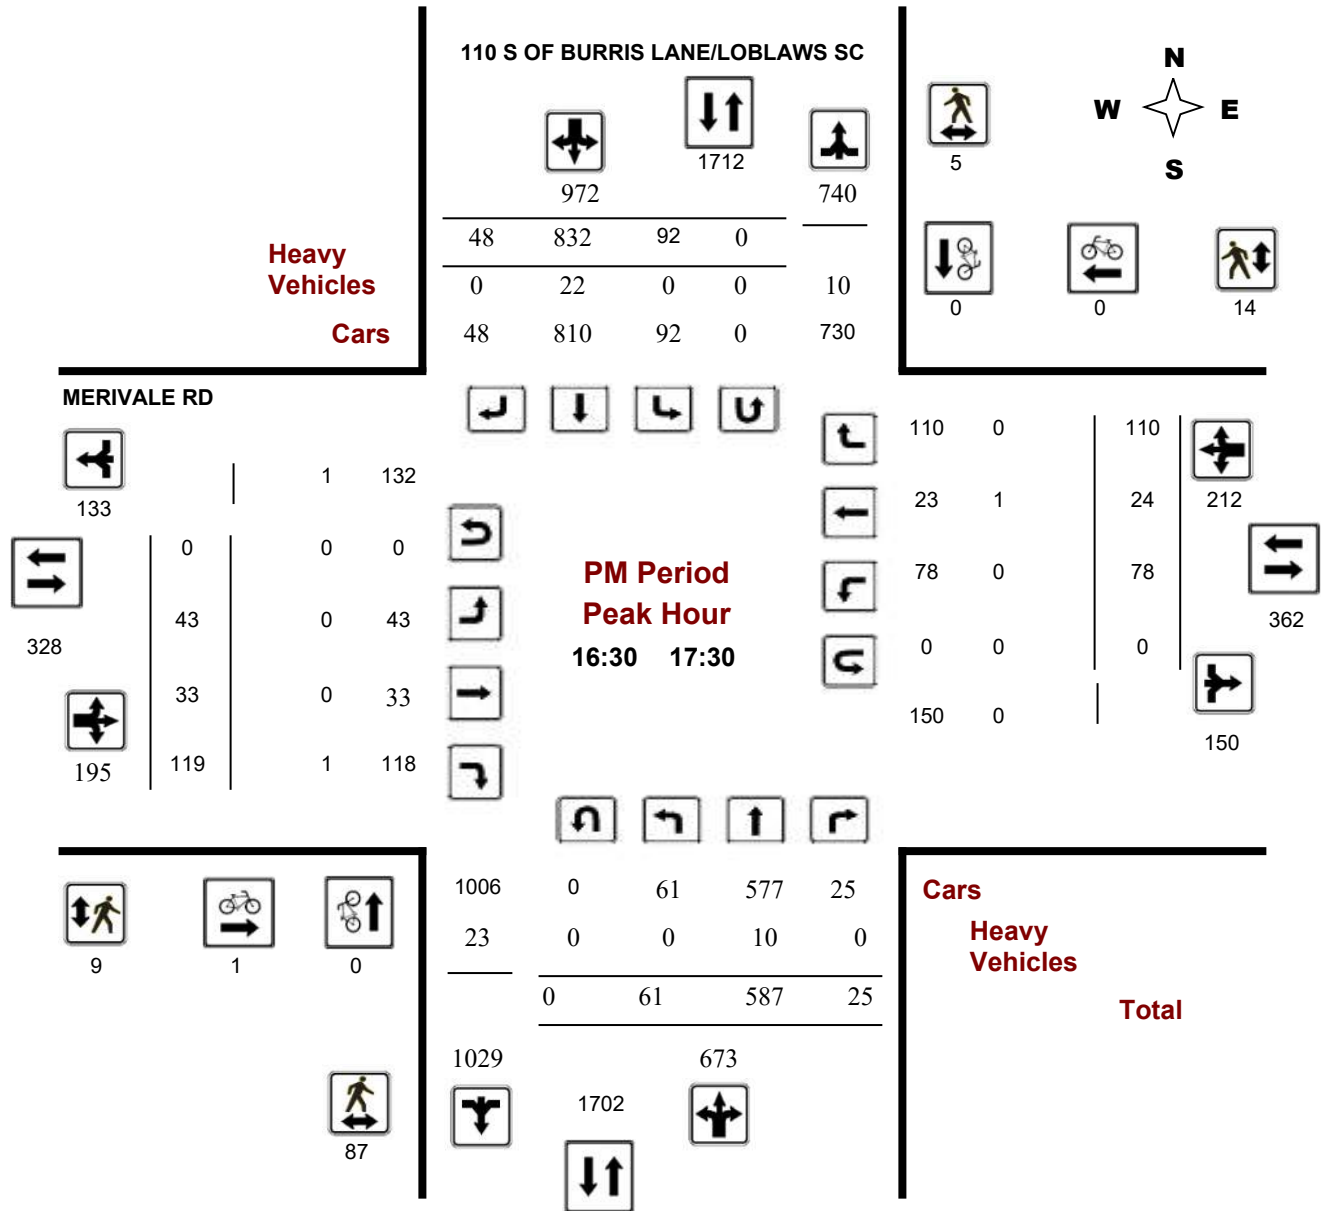 110 S OF BURRIS LANE/LOBLAWS SC
N
W E
S
1712
5
972 740
48 832 92 0
Heavy
Vehicles 0 22 0 0 10
0 0 14
Cars 48 810 92 0 730
MERIVALE RD
110 0 110
1 132
133
23 1 24 212
0 0 0
PM Period
78 0 78
Peak Hour
43 0 43
362
328
16:30 17:30
0 0 0
33 0 33
150 0
150
195 119 1 118
1006 0 61 577 25 Cars
23 0 0 10 0 Heavy
Vehicles
9 1 0
0 61 587 25
Total
1029 673
1702
87